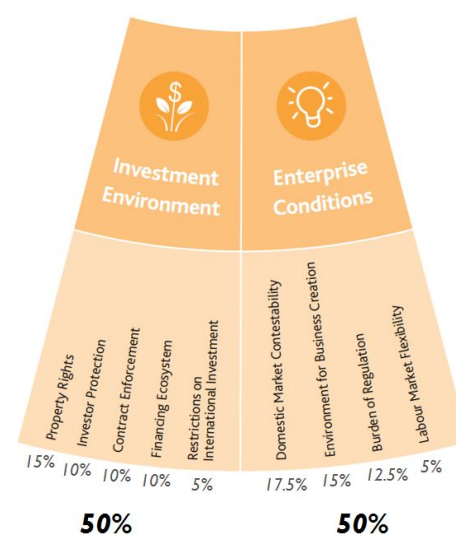 $
Investment
Environment
Enterprise
Conditions
Property Rights
Investor Protection
Contract Enforcement
Financing Ecosystem
Restrictions on
International Investment
Domestic Market Contestability
Environment for Business Creation
Burden of Regulation
Labour Market Flexibility
15% 10% 10% 10% 5%
17.5% 15% 12.5% 5%
50% 50%